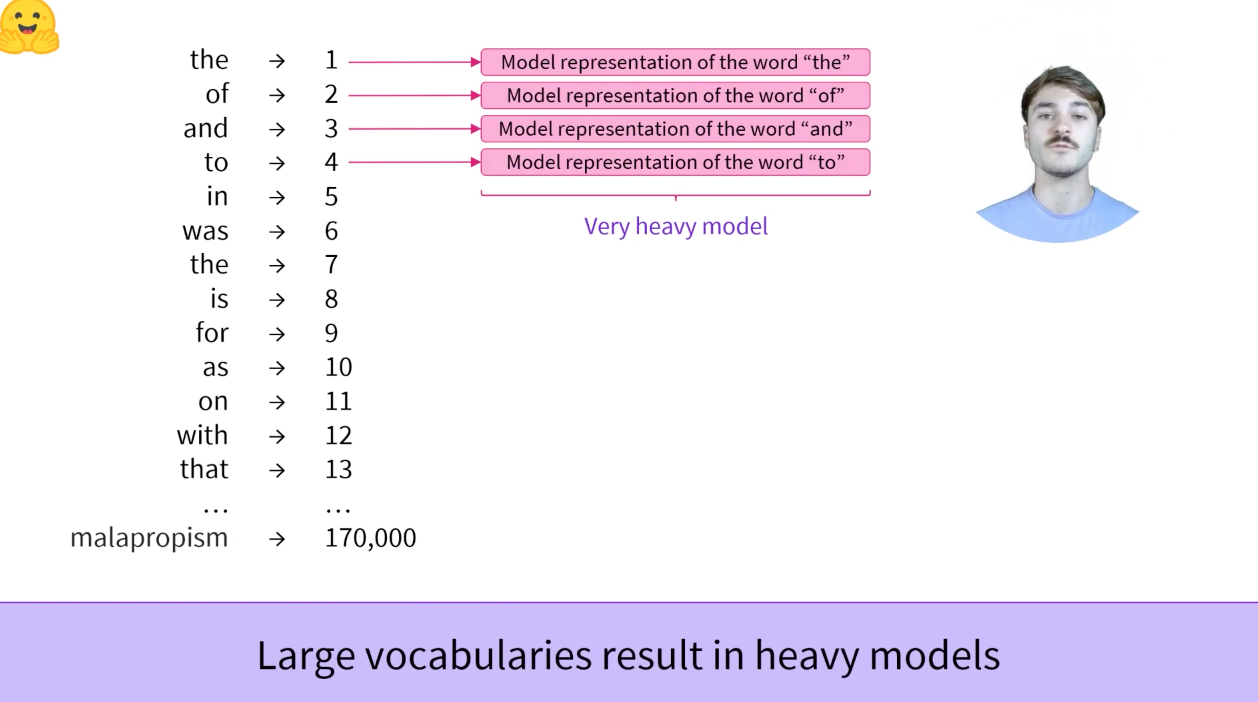 the → 1 Model representation of the word “the”
of → 2 Model representation of the word “of”
and → 3 Model representation of the word “and”
to → 4 Model representation of the word “to”
in → 5
was → 6 Very heavy model
the → 7
is → 8
for → 9
as → 10
on → 11
with → 12
that → 13
... ...
malapropism → 170,000
Large vocabularies result in heavy models